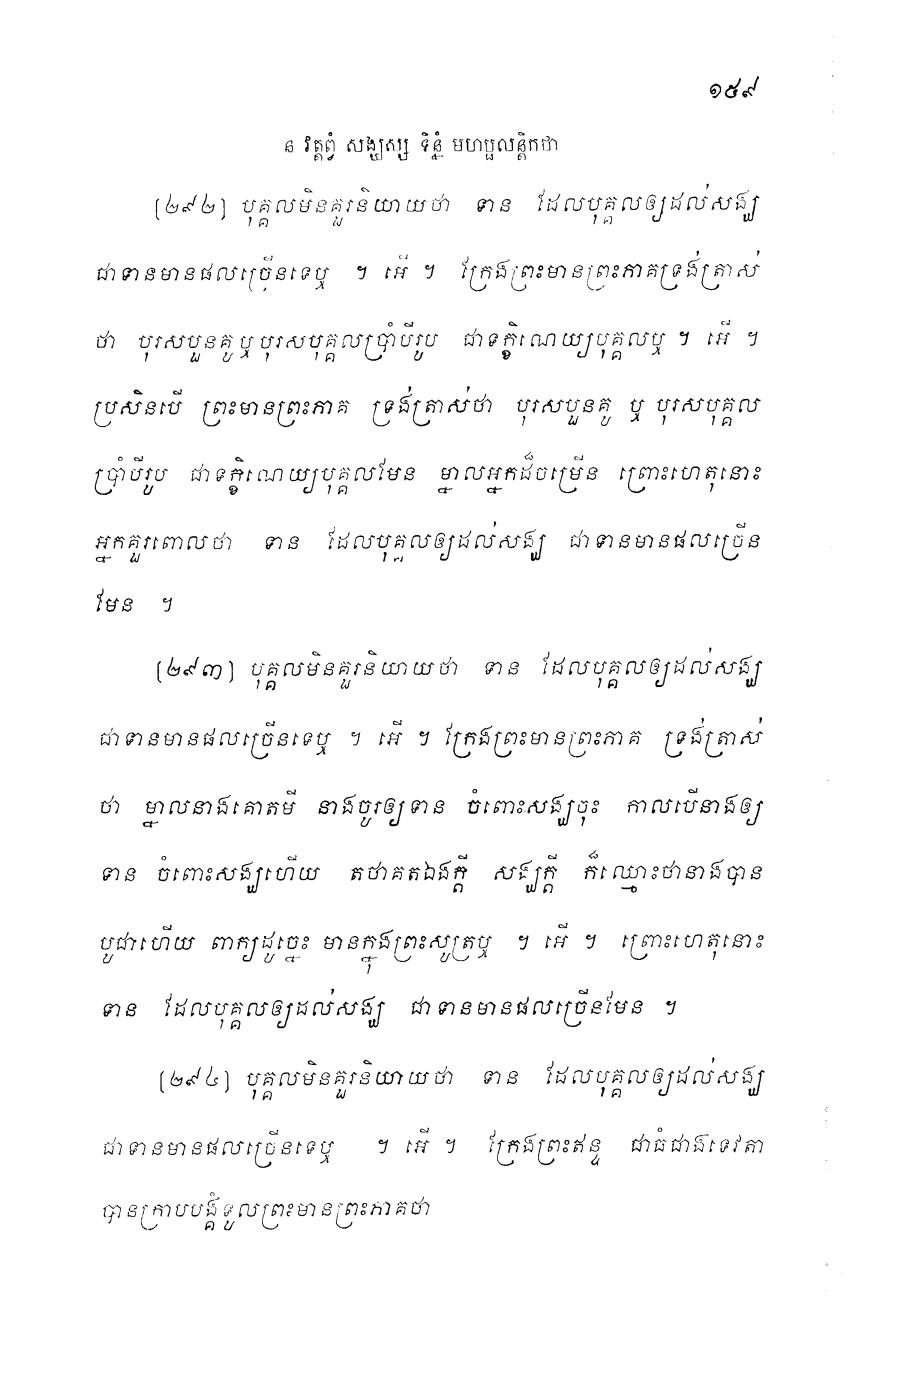 ១៥៩
ន វត្តព្វំ សង្ឃស្ស ទិន្នំ មហប្ផលន្តិកថា
[២៩២] បុគ្គលមិនគួរនិយាយថា ទាន ដែលបុគ្គលឲ្យដល់សង្ឃ
ជាទានមានផលច្រើនទេឬ ។ អើ ។ ក្រែងព្រះមានព្រះភាគទ្រង់ត្រាស់
ថា បុរសបួនគូ ឬ បុរសបុគ្គលប្រាំបីរូប ជាទក្ខិណេយ្យបុគ្គលឬ ។ អើ ។
ប្រសិនបើ ព្រះមានព្រះភាគ ទ្រង់ត្រាស់ថា បុរសបួនគូ ឬ បុរសបុគ្គល
ប្រាំបីរូប ជាទក្ខិណេយ្យបុគ្គលមែន ម្នាលអ្នកដ៏ចម្រើន ព្រោះហេតុនោះ
អ្នកគួរពោលថា ទាន ដែលបុគ្គលឲ្យដល់សង្ឃ ជាទានមានផលច្រើន
មែន ។
[២៩៣] បុគ្គលមិនគួរនិយាយថា ទាន ដែលបុគ្គលឲ្យដល់សង្ឃ
ជាទានមានផលច្រើនទេឬ ។ អើ ។ ក្រែងព្រះមានព្រះភាគ ទ្រង់ត្រាស់
ថា ម្នាលនាងគោតមី នាងចូរឲ្យទាន ចំពោះសង្ឃចុះ កាលបើនាងឲ្យ
ទាន ចំពោះសង្ឃហើយ តថាគតឯងក្តី សង្ឃក្តី ក៏ឈ្មោះថានាងបាន
បូជាហើយ ពាក្យដូច្នេះ មានក្នុងព្រះសូត្រឬ ។ អើ ។ ព្រោះហេតុនោះ
ទាន ដែលបុគ្គលឲ្យដល់សង្ឃ ជាទានមានផលច្រើនមែន ។
[២៩៤] បុគ្គលមិនគួរនិយាយថា ទាន ដែលបុគ្គលឲ្យដល់សង្ឃ
ជាទានមានផលច្រើនទេឬ ។ អើ ។ ក្រែងព្រះឥន្ទ ជាធំជាងទេវតា
បានក្រាបបង្គំទូលព្រះមានព្រះភាគថា